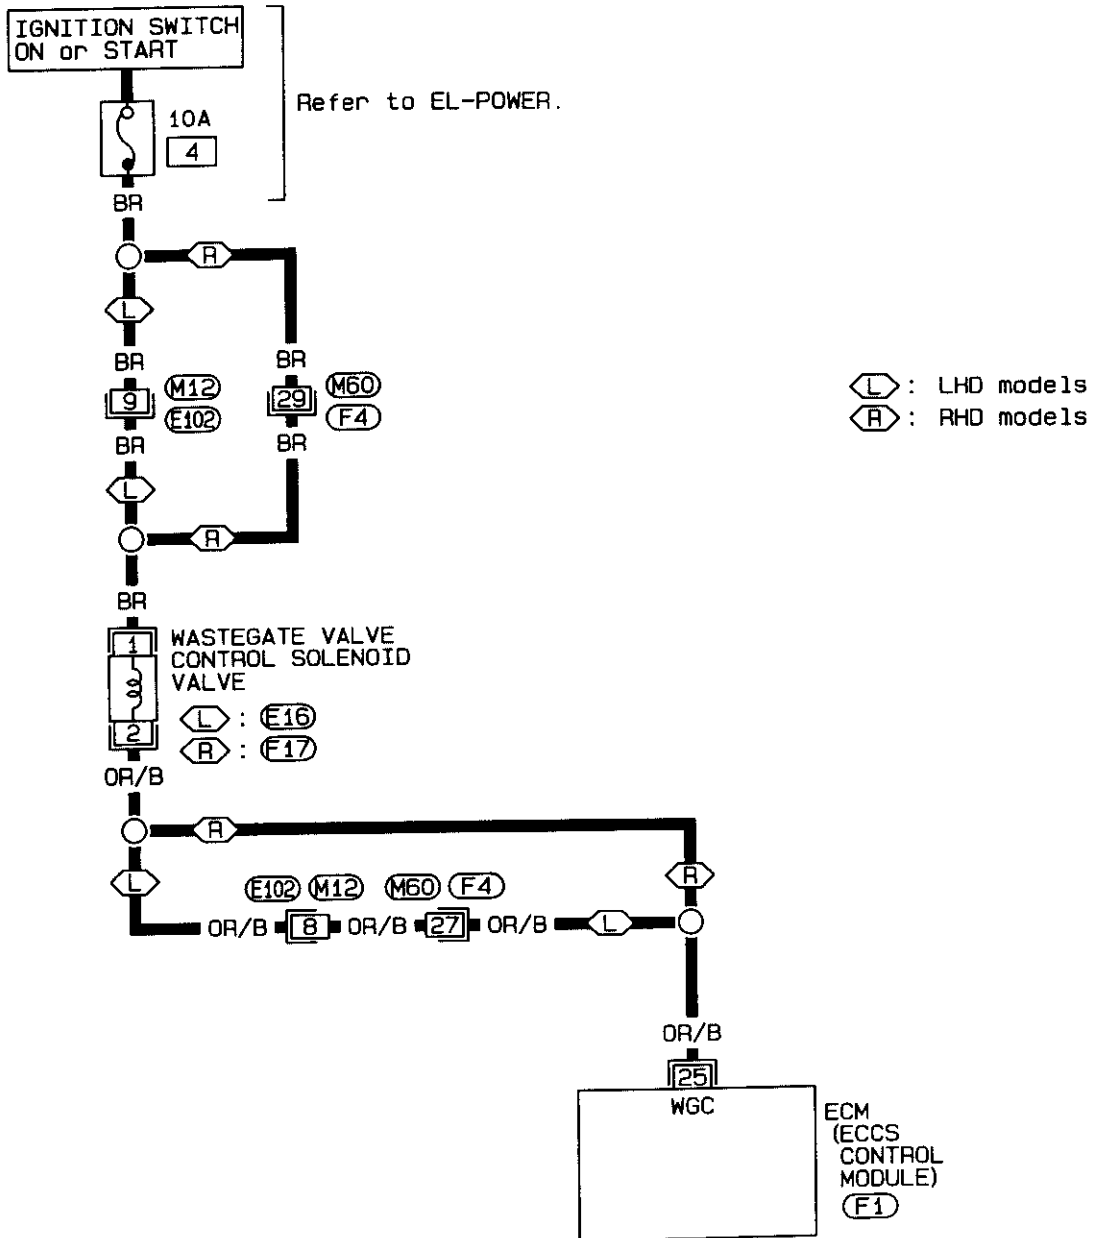 IGNITION SWITCH
ON or START
Refer to EL-POWER.
10A
4
BR
R
L
BR
BR
9
M12
E102
29
M60
F4
L : LHD models
R : RHD models
BR
BR
L
R
BR
1
WASTEGATE VALVE
CONTROL SOLENOID
VALVE
2
L : E16
R : F17
OR/B
R
L
R
E102 M12 M60 F4
OR/B 8 OR/B 27 OR/B L
OR/B
25
WGC
ECM
(ECCS
CONTROL
MODULE)
F1